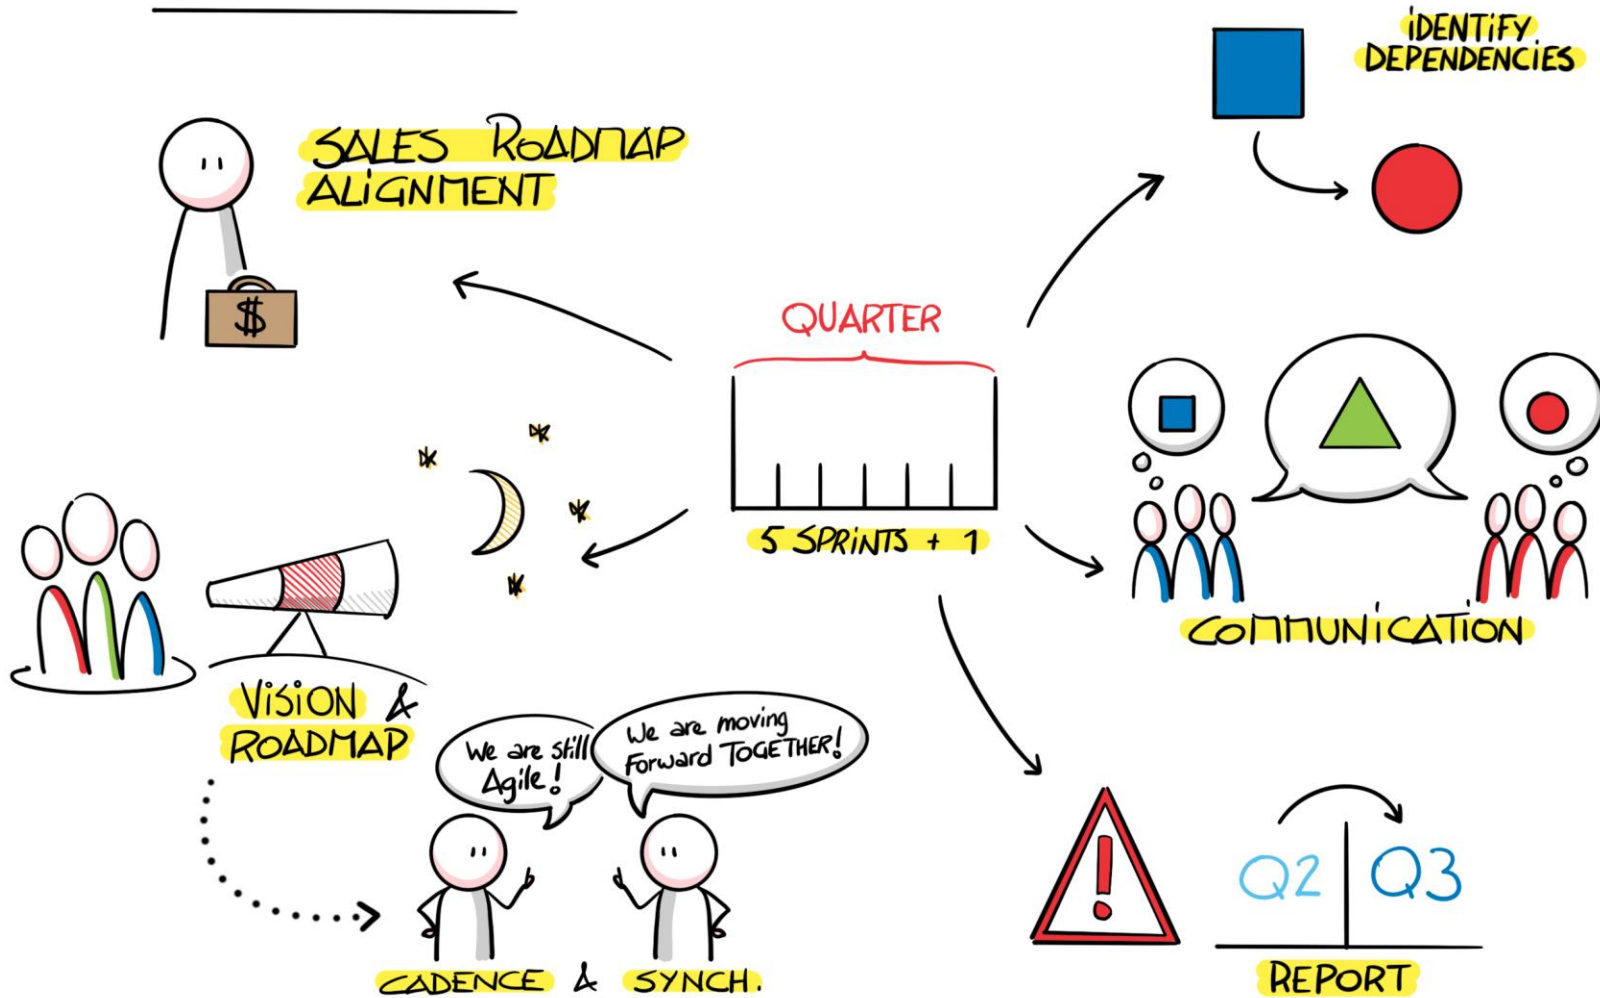 iDENTiFY
DEPENDENCiES
SALES ROADMAP
ALiGNMENT
$
QUARTER
5 SPRiNTS + 1
COMMUNiCATiON
ViSiON &
ROADMAP
We are still
Agile!
We are moving
Forward TOGETHER!
CADENCE & SYNCH.
!
Q2 Q3
REPORT